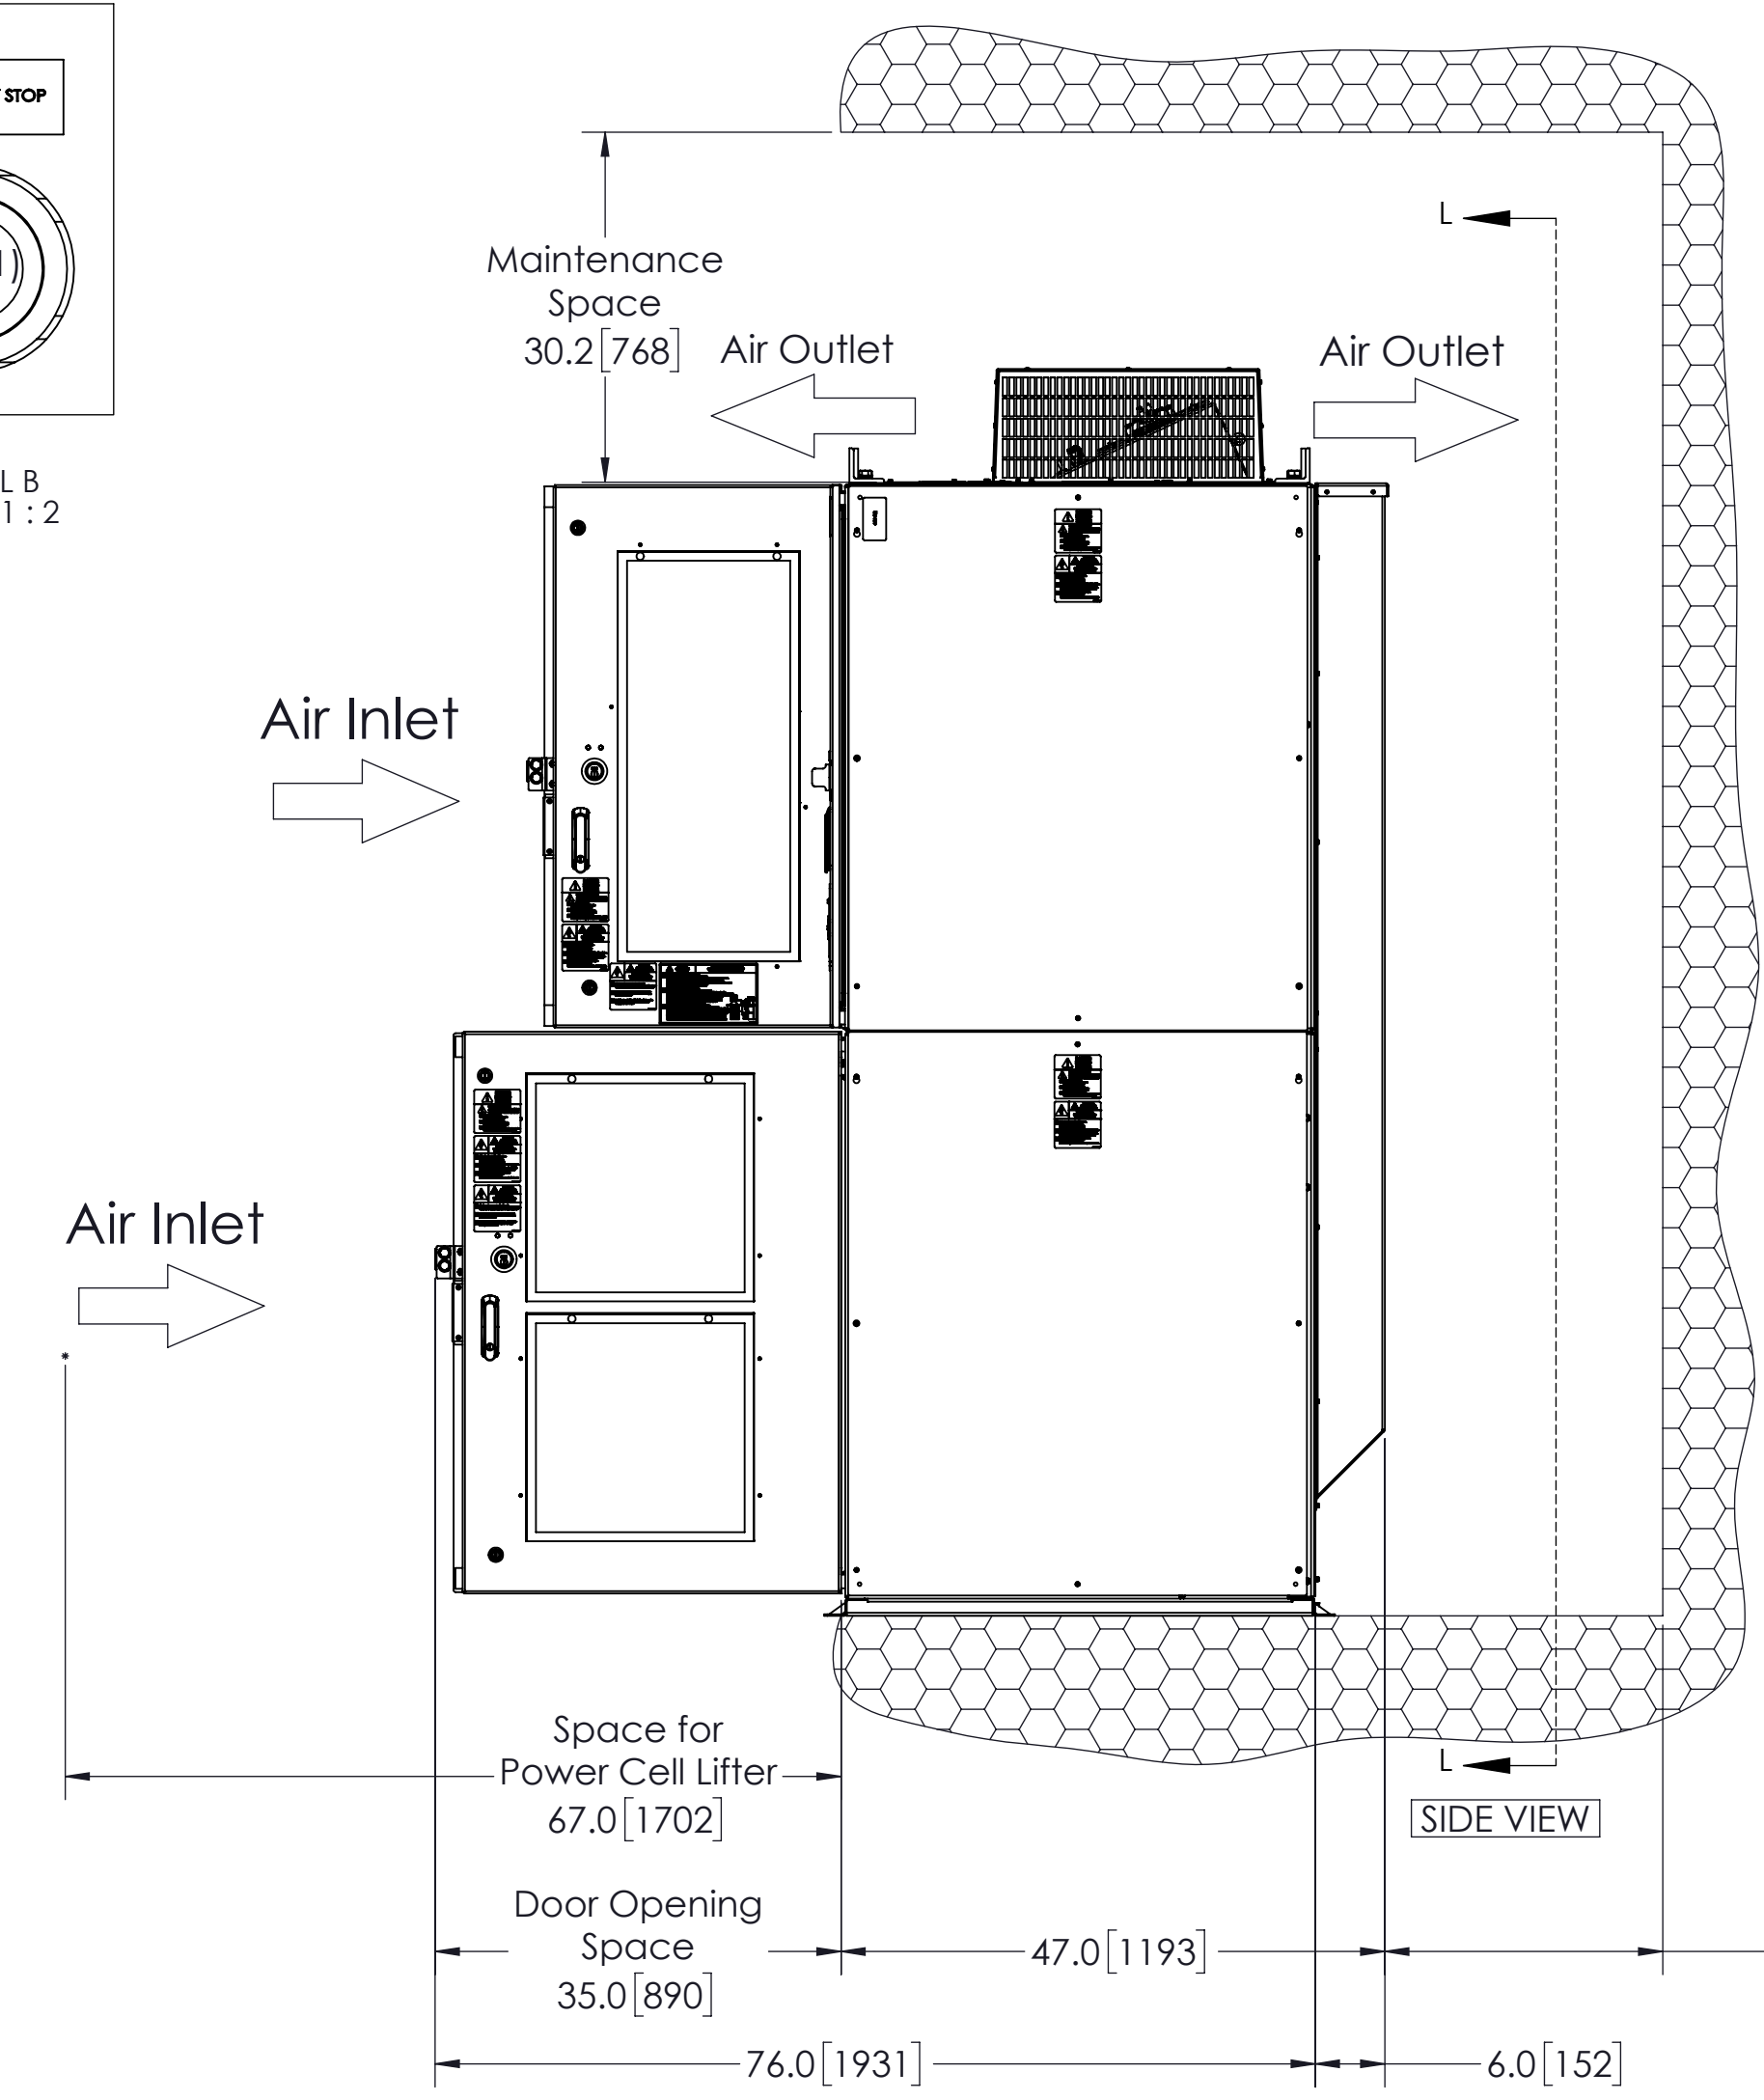 STOP
L B
1 : 2
L
Maintenance
Space
30.2[768]
Air Outlet
Air Outlet
Air Inlet
Air Inlet
*
Space for
Power Cell Lifter
67.0[1702]
L
SIDE VIEW
Door Opening
Space
35.0[890]
47.0[1193]
76.0[1931]
6.0[152]